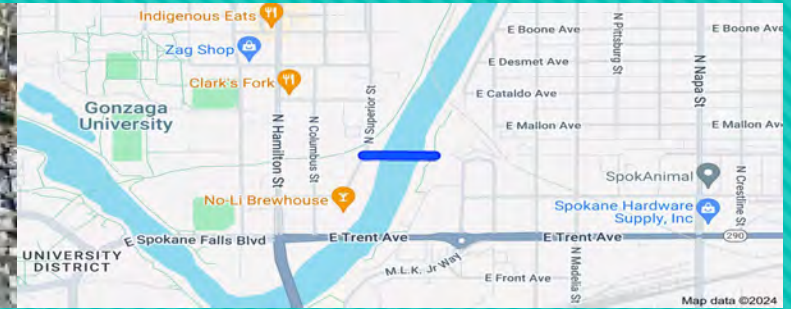 Indigenous Eats
Zag Shop
Clark's Fork
Gonzaga
University
N Hamilton St
N Columbus St
N Superior St
No-Li Brewhouse
E Spokane Falls Blvd
UNIVERSITY
DISTRICT
E Trent Ave
M.L.K. Jr Way
E Boone Ave
E Desmet Ave
E Cataldo Ave
E Mallon Ave
N Pittsburg St
N Napa St
E Boone Ave
E Mallon Av
SpokAnimal
Spokane Hardware
Supply, Inc
N Crestline St
E Trent Ave
290
N Madelia St
E Front Ave
Map data ©2024